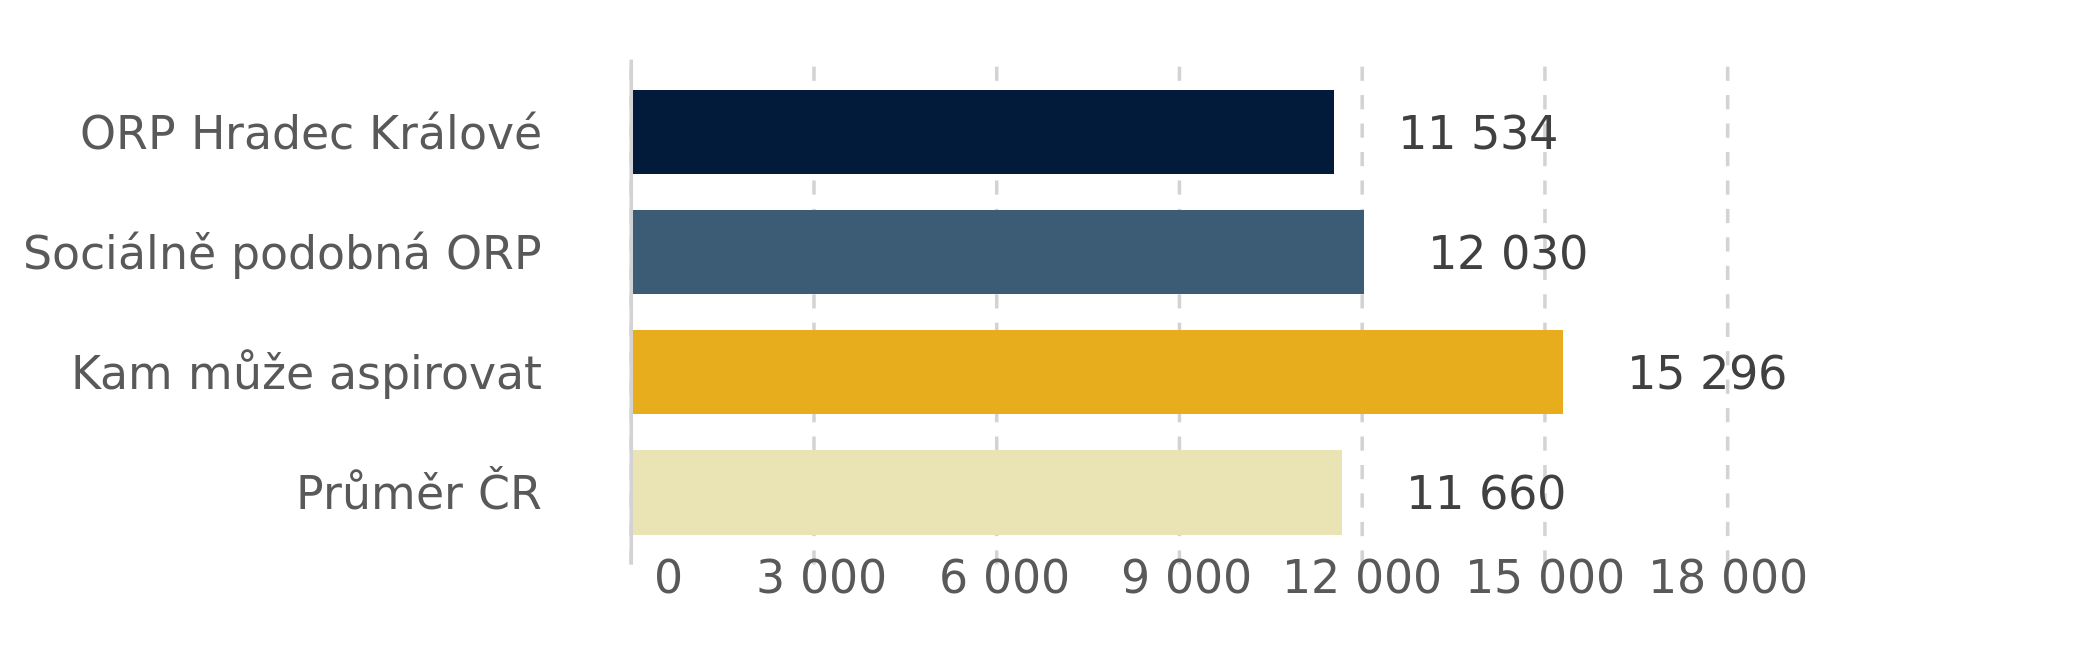 ORP Hradec Králové 11 534
Sociálně podobná ORP 12 030
Kam může aspirovat 15 296
Průměr ČR 11 660
0 3 000 6 000 9 000 12 000 15 000 18 000